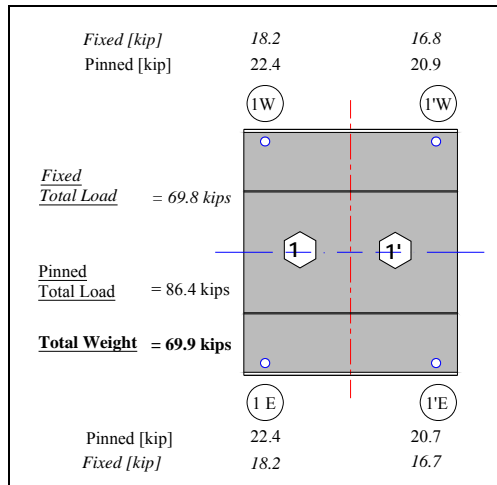 Fixed [kip] 18.2 16.8
Pinned [kip] 22.4 20.9
1W 1'W
Fixed
Total Load = 69.8 kips
1 1'
Pinned
Total Load = 86.4 kips
Total Weight = 69.9 kips
1 E 1'E
Pinned [kip] 22.4 20.7
Fixed [kip] 18.2 16.7